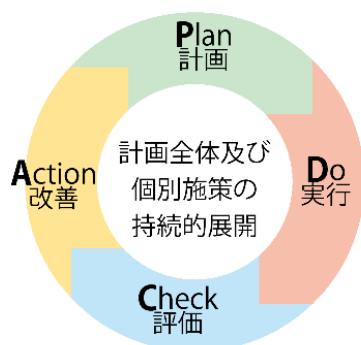 Plan
計画
Do
実行
Check
評価
Action
改善
計画全体及び
個別施策の
持続的展開